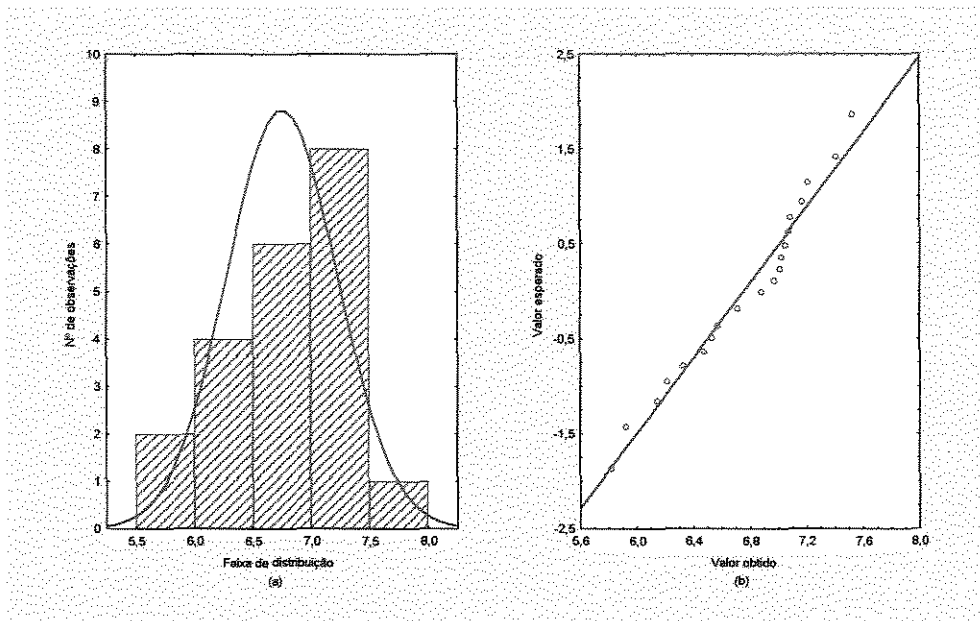 10
9
8
7
6
5
4
3
2
1
0
Nº de observações
5,5 6,0 6,5 7,0 7,5 8,0
Faixa de distribuição
(a)
2,5
1,5
0,5
-0,5
-1,5
-2,5
Valor esperado
5,6 6,0 6,4 6,8 7,2 7,6 8,0
Valor obtido
(b)